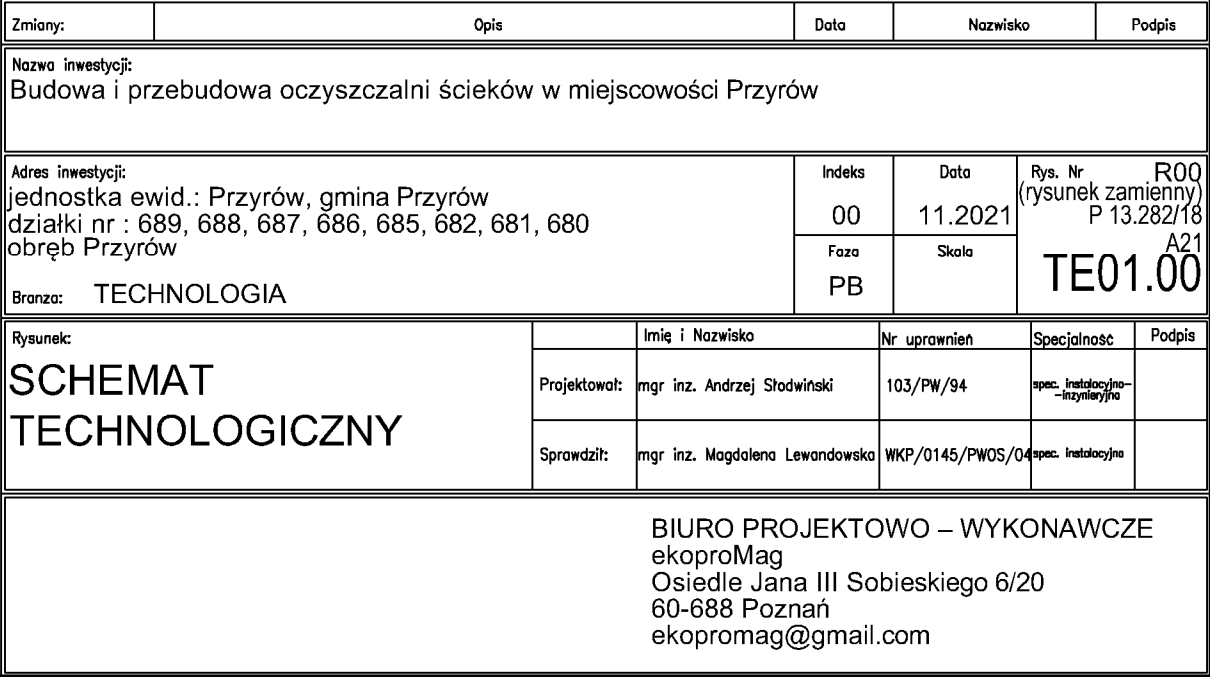 Zmiany: Opis Data Nazwisko Podpis
Nazwa inwestycji:
Budowa i przebudowa oczyszczalni ścieków w miejscowości Przyrów
Adres inwestycji:
jednostka ewid.: Przyrów, gmina Przyrów
działki nr : 689, 688, 687, 686, 685, 682, 681, 680
obręb Przyrów
Branża: TECHNOLOGIA
Indeks
00
Data
11.2021
Faza
PB
Skala
Rys. Nr R00
(rysunek zamienny)
P 13.282/18
A21
TE01.00
Rysunek:
SCHEMAT
TECHNOLOGICZNY
Imię i Nazwisko Nr uprawnień Specjalność Podpis
Projektował: mgr inż. Andrzej Słodwiński 103/PW/94 spec. instalacyjno-
-inżynieryjna
Sprawdził: mgr inż. Magdalena Lewandowska WKP/0145/PWOS/04 spec. instalacyjna
BIURO PROJEKTOWO – WYKONAWCZE
ekoproMag
Osiedle Jana III Sobieskiego 6/20
60-688 Poznań
ekopromag@gmail.com